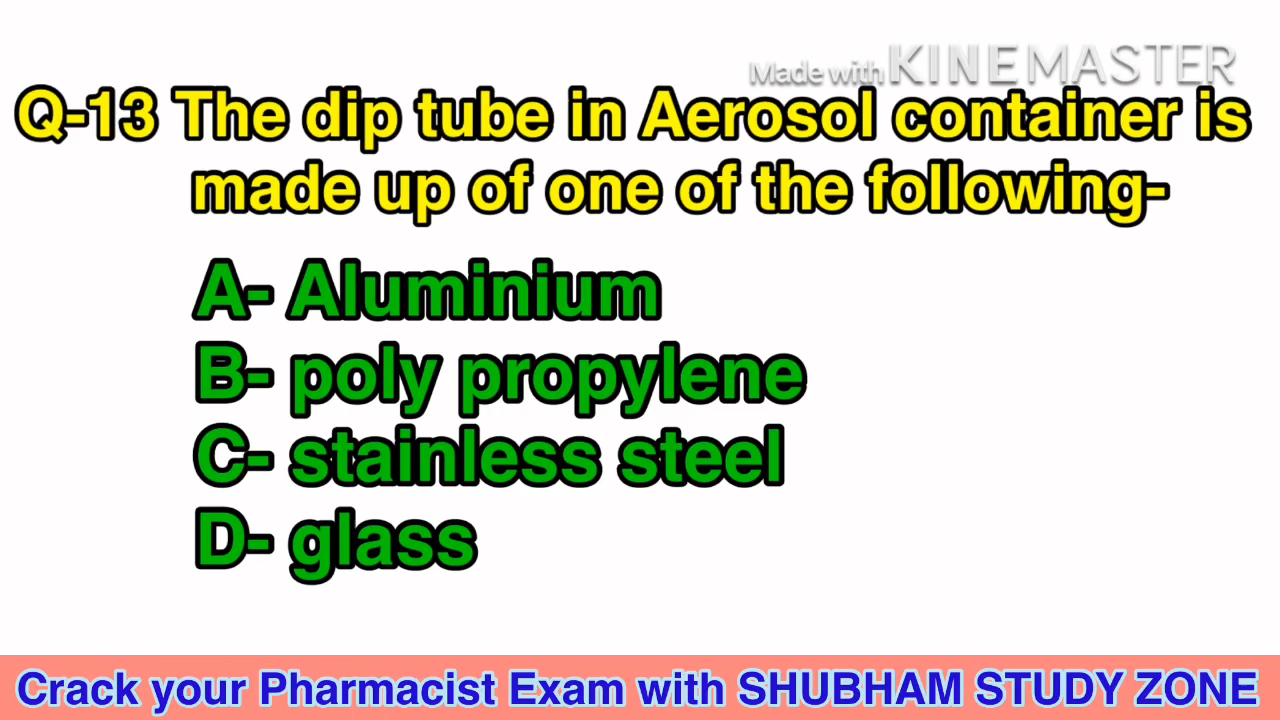 Made with KINEMASTER
Q-13 The dip tube in Aerosol container is
made up of one of the following-
A- Aluminium
B- poly propylene
C- stainless steel
D- glass
Crack your Pharmacist Exam with SHUBHAM STUDY ZONE